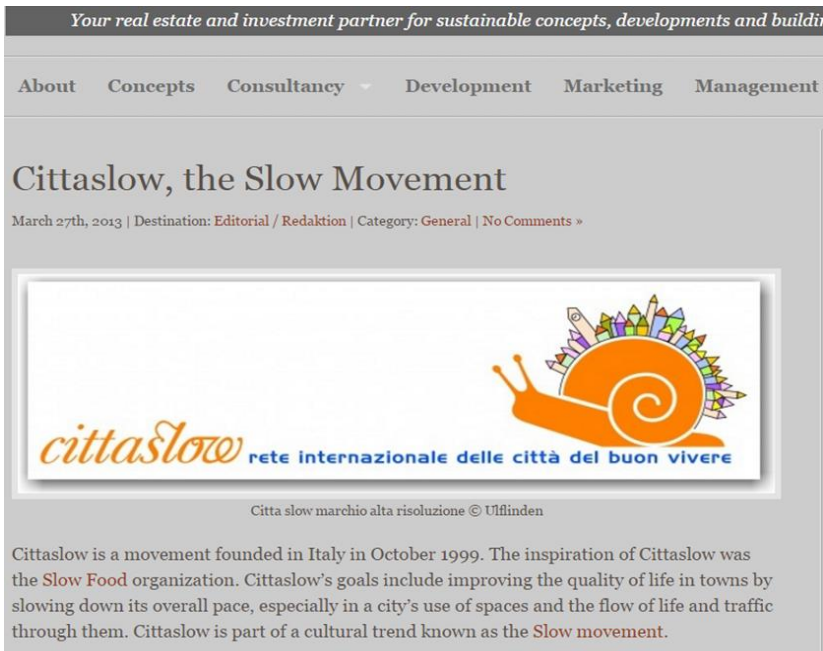 Your real estate and investment partner for sustainable concepts, developments and
About Concepts Consultancy Development Marketing Management
Cittaslow, the Slow Movement
March 27th, 2013 | Destination: Editorial / Redaktion | Category: General | No Comments »
cittaslow rete internazionale delle città del buon vivere
Citta slow marchio alta risoluzione © Ulflinden
Cittaslow is a movement founded in Italy in October 1999. The inspiration of Cittaslow was
the Slow Food organization. Cittaslow's goals include improving the quality of life in towns by
slowing down its overall pace, especially in a city's use of spaces and the flow of life and traffic
through them. Cittaslow is part of a cultural trend known as the Slow movement.